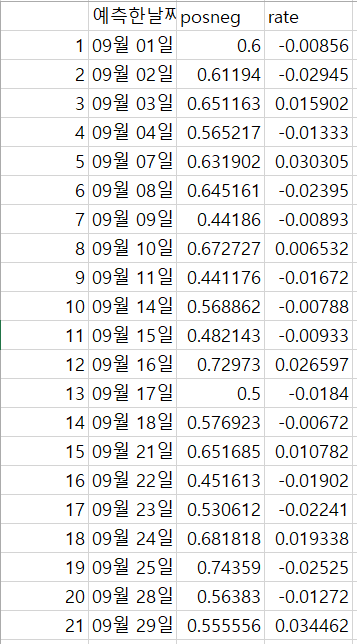 예측한날짜 posneg rate
1 09월 01일 0.6 -0.00856
2 09월 02일 0.61194 -0.02945
3 09월 03일 0.651163 0.015902
4 09월 04일 0.565217 -0.01333
5 09월 07일 0.631902 0.030305
6 09월 08일 0.645161 -0.02395
7 09월 09일 0.44186 -0.00893
8 09월 10일 0.672727 0.006532
9 09월 11일 0.441176 -0.01672
10 09월 14일 0.568862 -0.00788
11 09월 15일 0.482143 -0.00933
12 09월 16일 0.72973 0.026597
13 09월 17일 0.5 -0.0184
14 09월 18일 0.576923 -0.00672
15 09월 21일 0.651685 0.010782
16 09월 22일 0.451613 -0.01902
17 09월 23일 0.530612 -0.02241
18 09월 24일 0.681818 0.019338
19 09월 25일 0.74359 -0.02525
20 09월 28일 0.56383 -0.01272
21 09월 29일 0.555556 0.034462